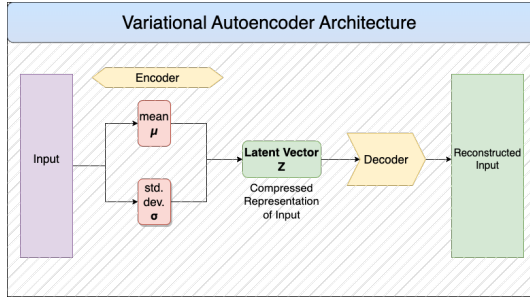 Variational Autoencoder Architecture
Encoder
Input
mean
μ
std.
dev.
σ
Latent Vector
Z
Compressed
Representation
of Input
Decoder
Reconstructed
Input